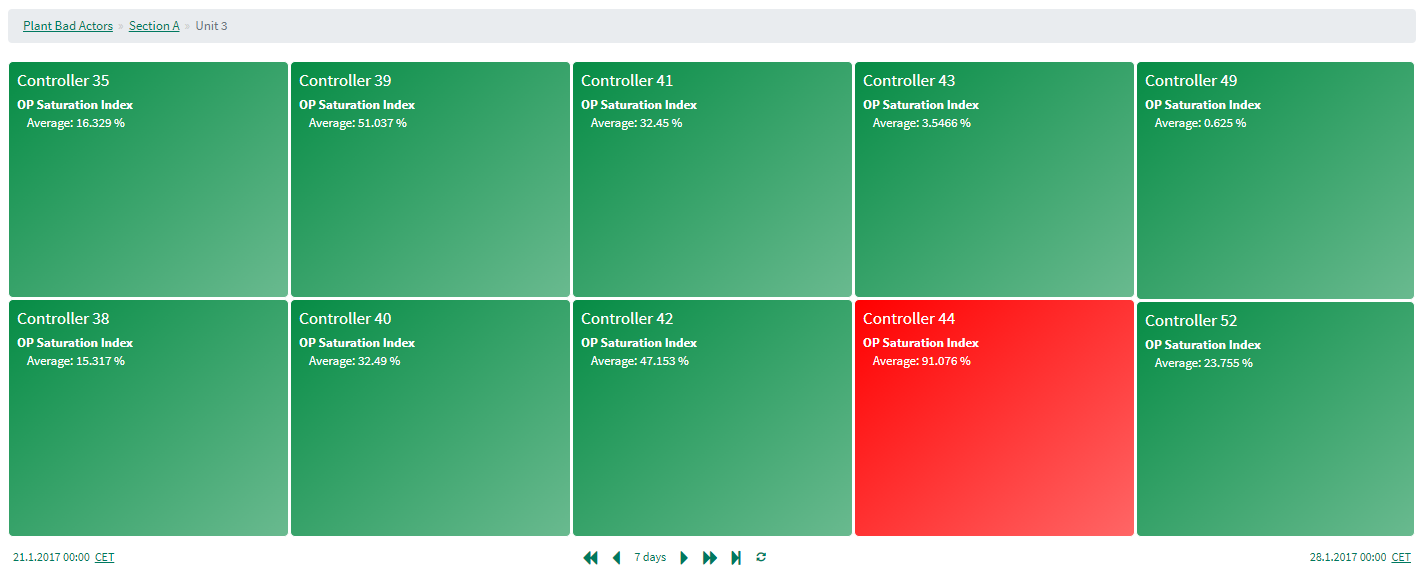 Plant Bad Actors » Section A » Unit 3
Controller 35
OP Saturation Index
Average: 16.329 %
Controller 39
OP Saturation Index
Average: 51.037 %
Controller 41
OP Saturation Index
Average: 32.45 %
Controller 43
OP Saturation Index
Average: 3.5466 %
Controller 49
OP Saturation Index
Average: 0.625 %
Controller 38
OP Saturation Index
Average: 15.317 %
Controller 40
OP Saturation Index
Average: 32.49 %
Controller 42
OP Saturation Index
Average: 47.153 %
Controller 44
OP Saturation Index
Average: 91.076 %
Controller 52
OP Saturation Index
Average: 23.755 %
21.1.2017 00:00 CET
7 days
28.1.2017 00:00 CET